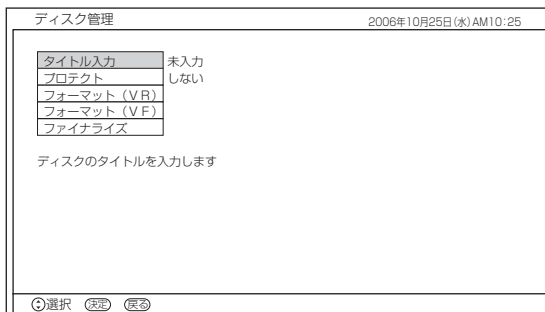 ディスク管理 2006年10月25日(水)AM10:25
タイトル入力 未入力
プロテクト しない
フォーマット（ＶＲ）
フォーマット（ＶＦ）
ファイナライズ
ディスクのタイトルを入力します
選択 決定 戻る